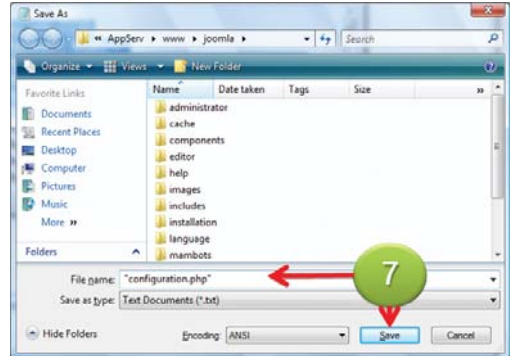 Save As
« AppServ ▸ www ▸ joomla ▸ Search
Organize Views New Folder
Favorite Links
Documents
Recent Places
Desktop
Computer
Pictures
Music
More »
Folders
Name Date taken Tags Size »
administrator
cache
components
editor
help
images
includes
installation
language
mambots
File name: "configuration.php"
7
Save as type: Text Documents (*.txt)
Hide Folders Encoding: ANSI Save Cancel